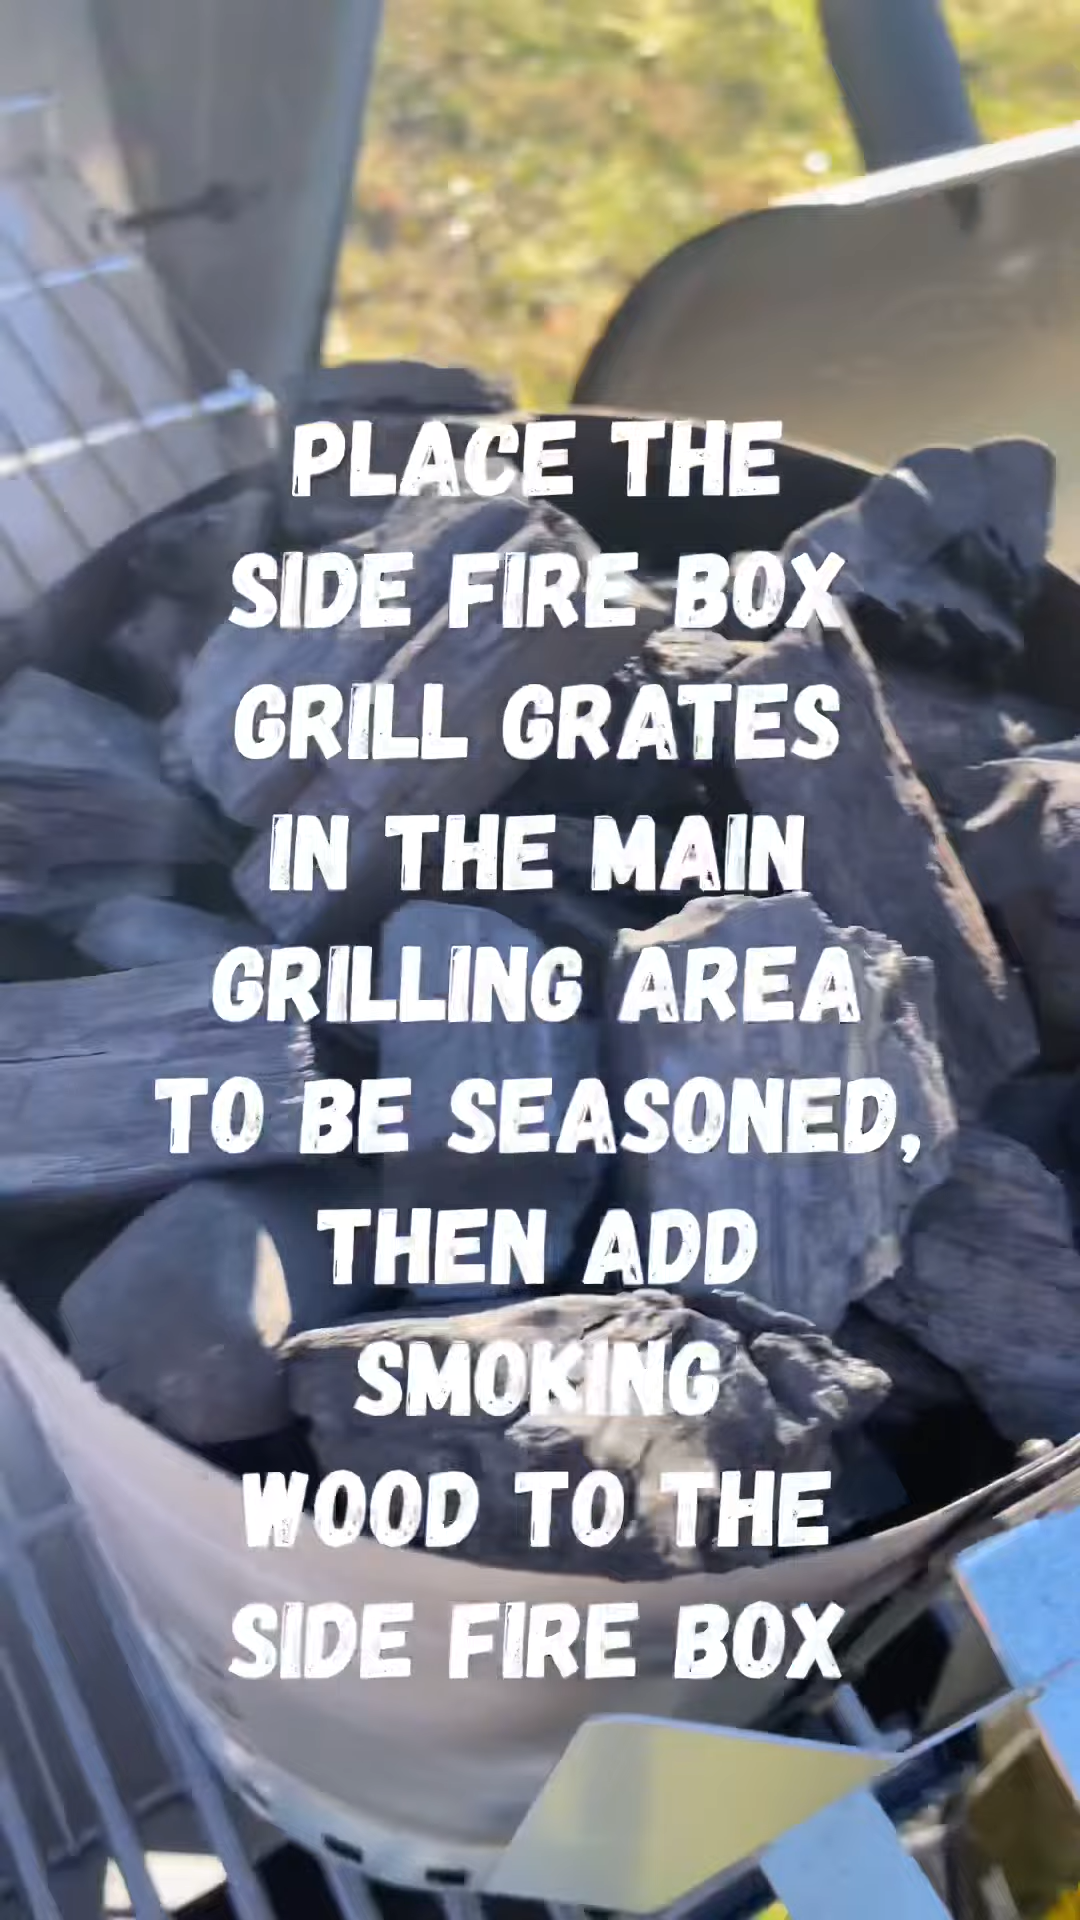 PLACE THE
SIDE FIRE BOX
GRILL GRATES
IN THE MAIN
GRILLING AREA
TO BE SEASONED,
THEN ADD
SMOKING
WOOD TO THE
SIDE FIRE BOX